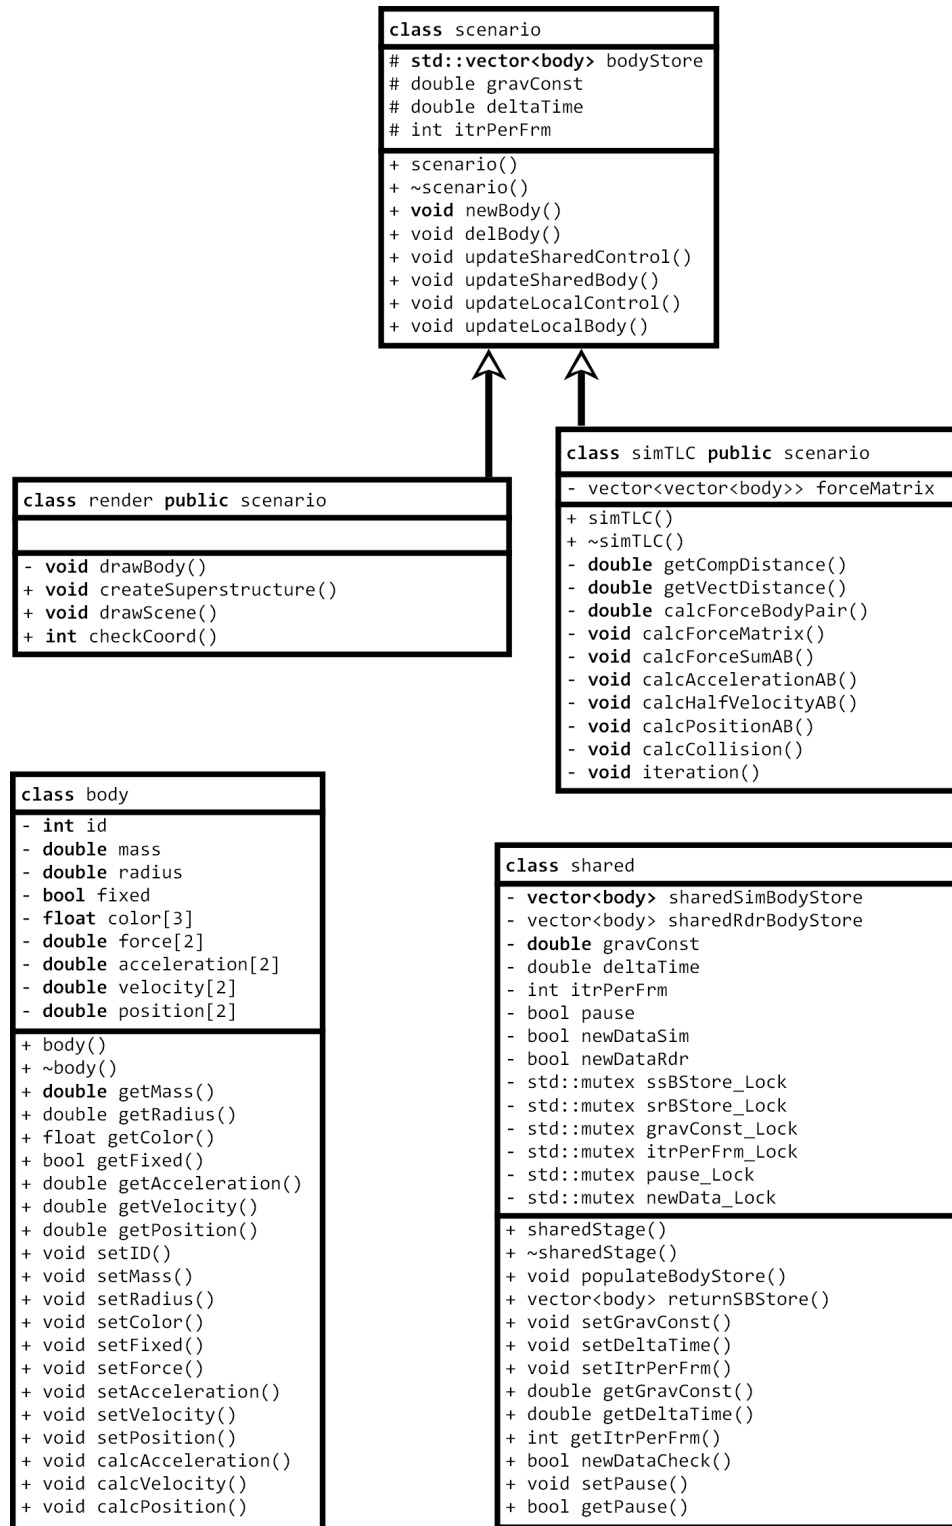 class scenario
# std::vector<body> bodyStore
# double gravConst
# double deltaTime
# int itrPerFrm
+ scenario()
+ ~scenario()
+ void newBody()
+ void delBody()
+ void updateSharedControl()
+ void updateSharedBody()
+ void updateLocalControl()
+ void updateLocalBody()
class render public scenario
- void drawBody()
+ void createSuperstructure()
+ void drawScene()
+ int checkCoord()
class simTLC public scenario
- vector<vector<body>> forceMatrix
+ simTLC()
+ ~simTLC()
- double getCompDistance()
- double getVectDistance()
- double calcForceBodyPair()
- void calcForceMatrix()
- void calcForceSumAB()
- void calcAccelerationAB()
- void calcHalfVelocityAB()
- void calcPositionAB()
- void calcCollision()
- void iteration()
class body
- int id
- double mass
- double radius
- bool fixed
- float color[3]
- double force[2]
- double acceleration[2]
- double velocity[2]
- double position[2]
+ body()
+ ~body()
+ double getMass()
+ double getRadius()
+ float getColor()
+ bool getFixed()
+ double getAcceleration()
+ double getVelocity()
+ double getPosition()
+ void setID()
+ void setMass()
+ void setRadius()
+ void setColor()
+ void setFixed()
+ void setForce()
+ void setAcceleration()
+ void setVelocity()
+ void setPosition()
+ void calcAcceleration()
+ void calcVelocity()
+ void calcPosition()
class shared
- vector<body> sharedSimBodyStore
- vector<body> sharedRdrBodyStore
- double gravConst
- double deltaTime
- int itrPerFrm
- bool pause
- bool newDataSim
- bool newDataRdr
- std::mutex ssBStore_Lock
- std::mutex srBStore_Lock
- std::mutex gravConst_Lock
- std::mutex itrPerFrm_Lock
- std::mutex pause_Lock
- std::mutex newData_Lock
+ sharedStage()
+ ~sharedStage()
+ void populateBodyStore()
+ vector<body> returnSBStore()
+ void setGravConst()
+ void setDeltaTime()
+ void setItrPerFrm()
+ double getGravConst()
+ double getDeltaTime()
+ int getItrPerFrm()
+ bool newDataCheck()
+ void setPause()
+ bool getPause()